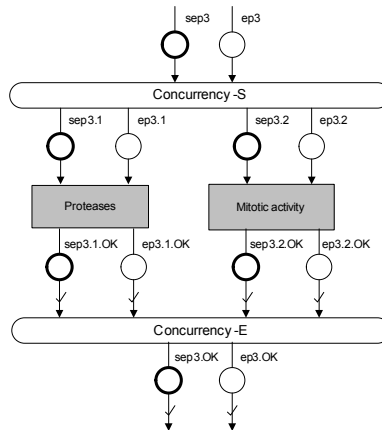 sep3 ep3
Concurrency -S
sep3.1 ep3.1 sep3.2 ep3.2
Proteases Mitotic activity
sep3.1.OK ep3.1.OK sep3.2.OK ep3.2.OK
Concurrency -E
sep3.OK ep3.OK